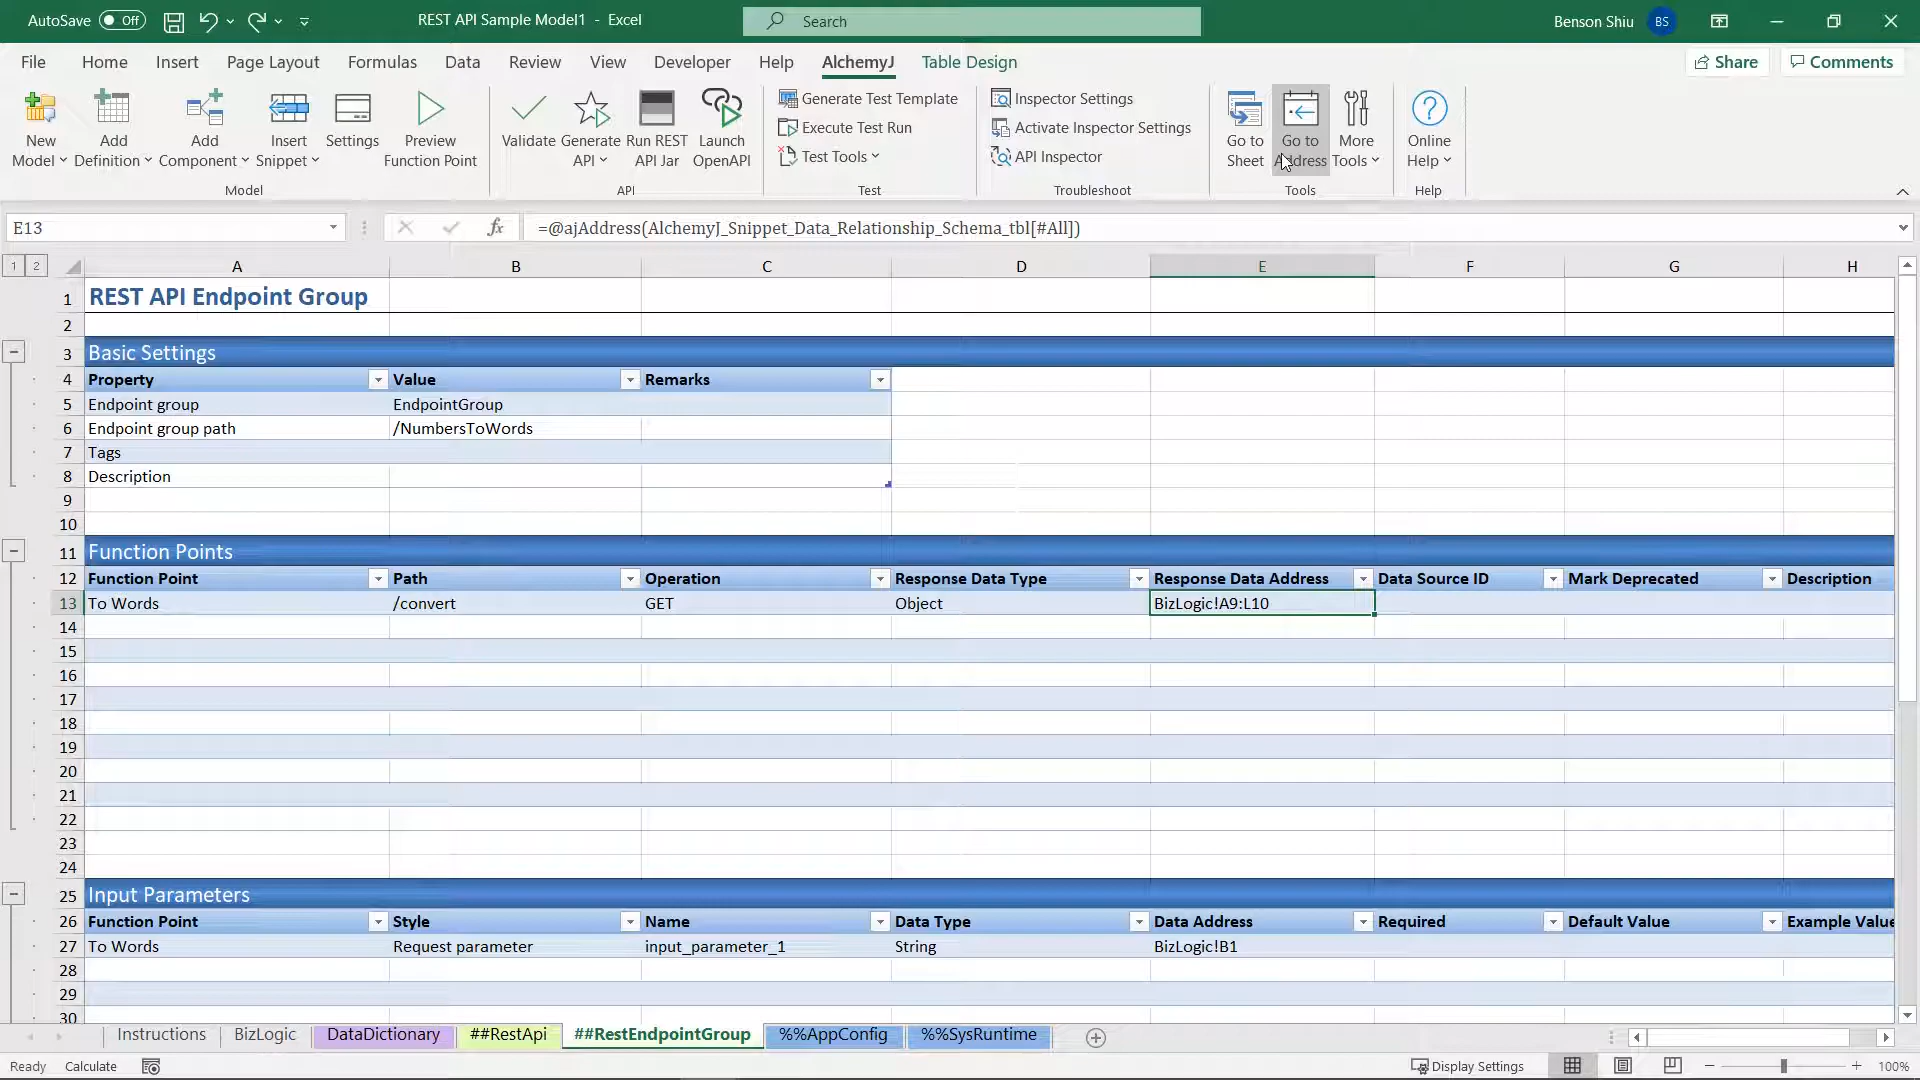 AutoSave Off REST API Sample Model1 - Excel Search Benson Shiu BS
File Home Insert Page Layout Formulas Data Review View Developer Help AlchemyJ Table Design Share Comments
New Model Add Definition Add Component Insert Snippet Settings Preview Function Point
Model
Validate Generate API Run REST API Jar Launch OpenAPI
API
Generate Test Template
Execute Test Run
Test Tools
Test
Inspector Settings
Activate Inspector Settings
API Inspector
Troubleshoot
Go to Sheet Go to Address More Tools
Tools
Online Help
Help
E13 fx =@ajAddress(AlchemyJ_Snippet_Data_Relationship_Schema_tbl[#All])
1 2 A B C D E F G H
1 REST API Endpoint Group
2
3 Basic Settings
4 Property Value Remarks
5 Endpoint group EndpointGroup
6 Endpoint group path /NumbersToWords
7 Tags
8 Description
9
10
11 Function Points
12 Function Point Path Operation Response Data Type Response Data Address Data Source ID Mark Deprecated Description
13 To Words /convert GET Object BizLogic!A9:L10
14
15
16
17
18
19
20
21
22
23
24
25 Input Parameters
26 Function Point Style Name Data Type Data Address Required Default Value Example Value
27 To Words Request parameter input_parameter_1 String BizLogic!B1
28
29
30
Instructions BizLogic DataDictionary ##RestApi ##RestEndpointGroup %%AppConfig %%SysRuntime
Ready Calculate Display Settings 100%